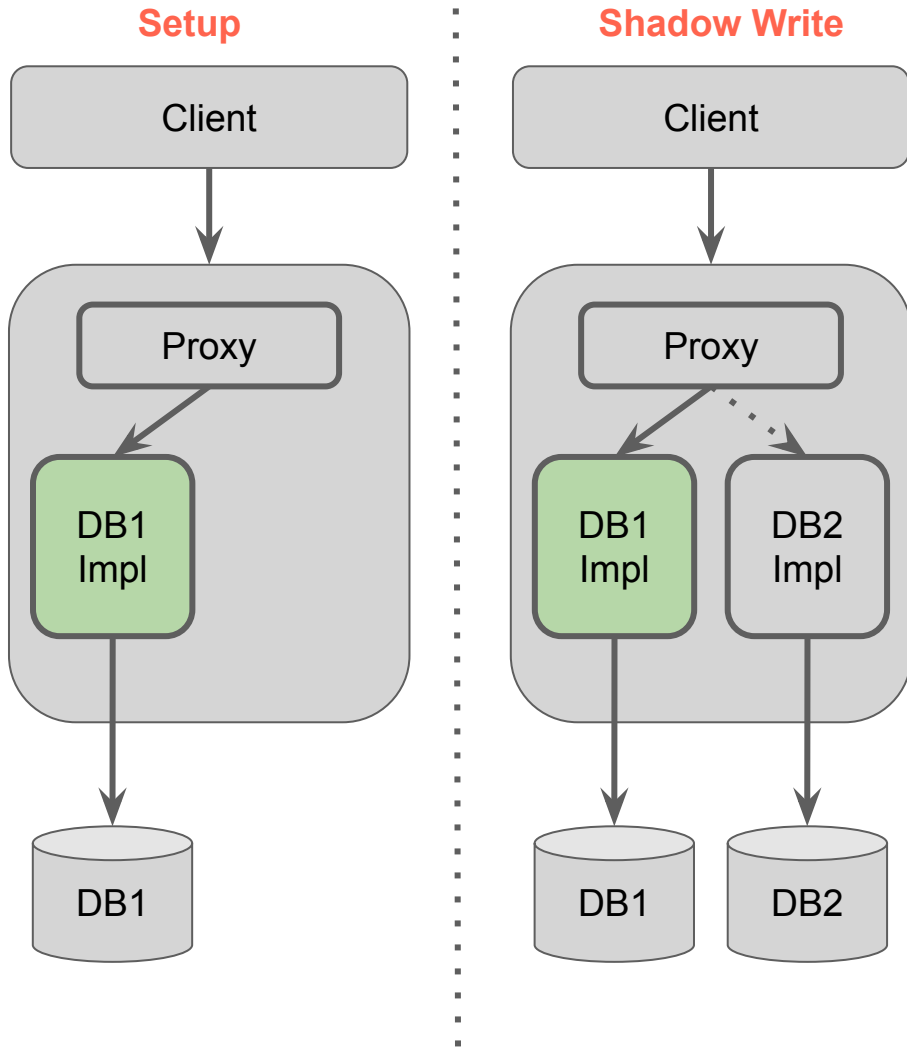 Setup
Client
Proxy
DB1
Impl
DB1
Shadow Write
Client
Proxy
DB1
Impl
DB2
Impl
DB1
DB2